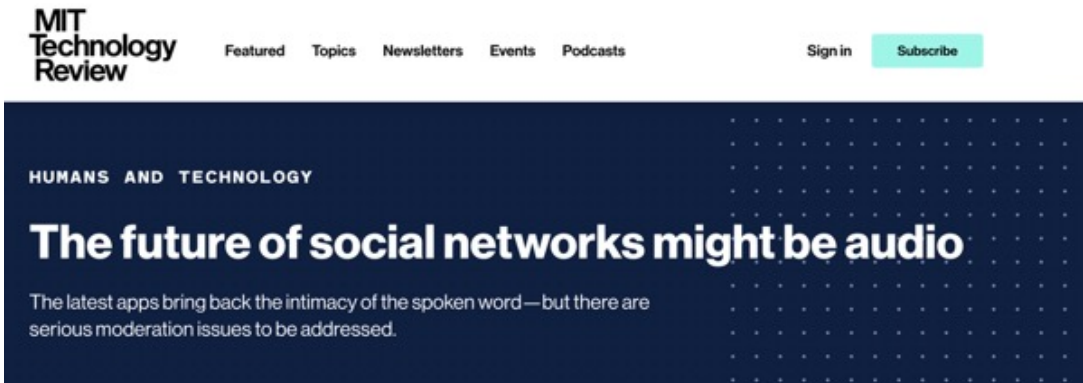 MIT
Technology
Review
Featured Topics Newsletters Events Podcasts
Sign in Subscribe
HUMANS AND TECHNOLOGY
The future of social networks might be audio
The latest apps bring back the intimacy of the spoken word—but there are
serious moderation issues to be addressed.